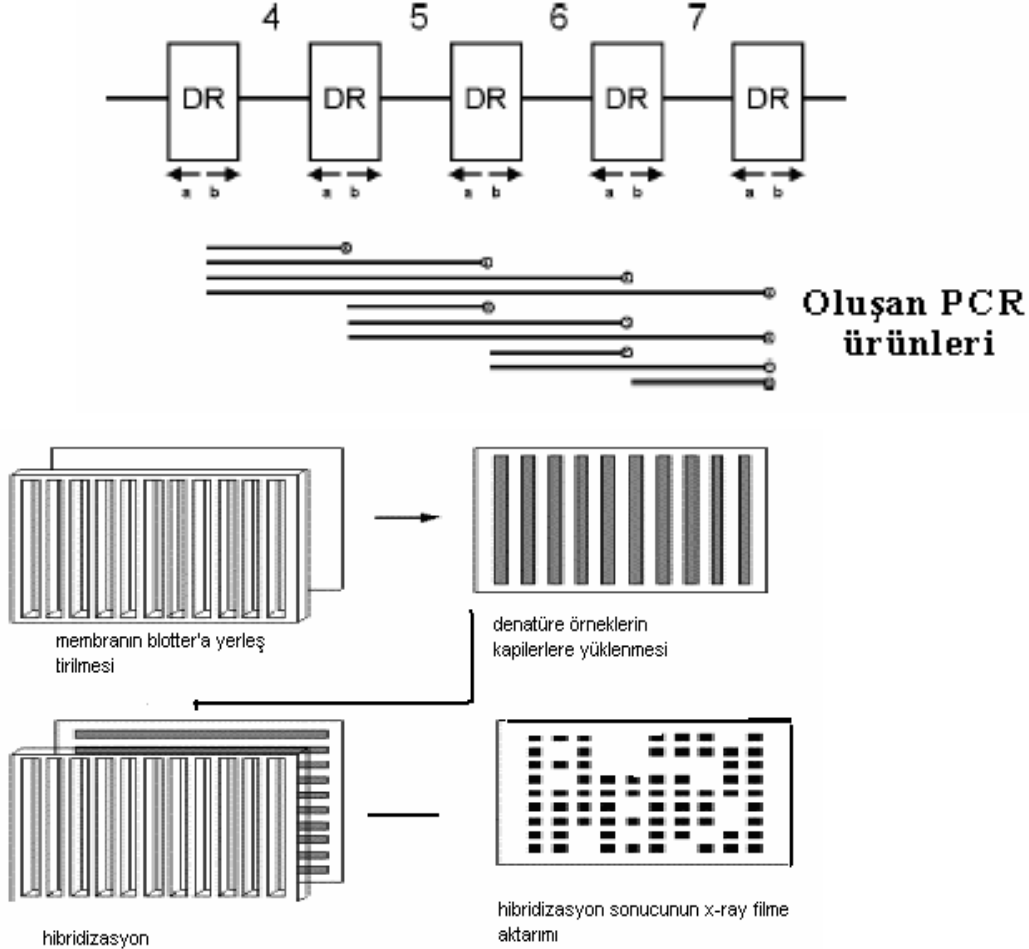 4 5 6 7
DR DR DR DR DR
a b a b a b a b a b
Oluşan PCR
ürünleri
membranın blotter'a yerleş
tirilmesi
denatüre örneklerin
kapilerlere yüklenmesi
hibridizasyon
hibridizasyon sonucunun x-ray filme
aktarımı